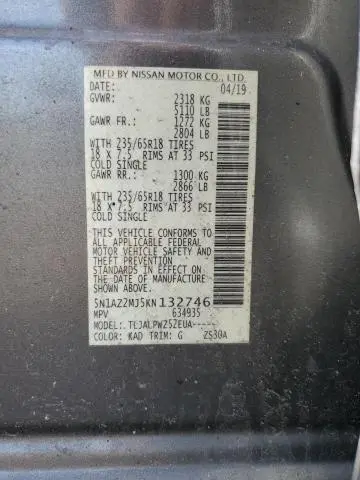 MFD BY NISSAN MOTOR CO., LTD.
DATE: 04/19
GVWR: 2318 KG
5110 LB
GAWR FR.: 1272 KG
2804 LB
WITH 235/65R18 TIRES
18 X 7.5 RIMS AT 33 PSI
COLD SINGLE
GAWR RR.: 1300 KG
2866 LB
WITH 235/65R18 TIRES
18 X 7.5 RIMS AT 33 PSI
COLD SINGLE
THIS VEHICLE CONFORMS TO ALL
APPLICABLE FEDERAL
MOTOR VEHICLE SAFETY
AND THEFT PREVENTION
STANDARDS IN EFFECT ON
THE DATE OF MANUFACTURE
SHOWN ABOVE.
5N1AZ2MJ5KN132746
MPV 634935
MODEL: TLJALPWZ52EUA-----
COLOR: KAD TRIM: G Z530A